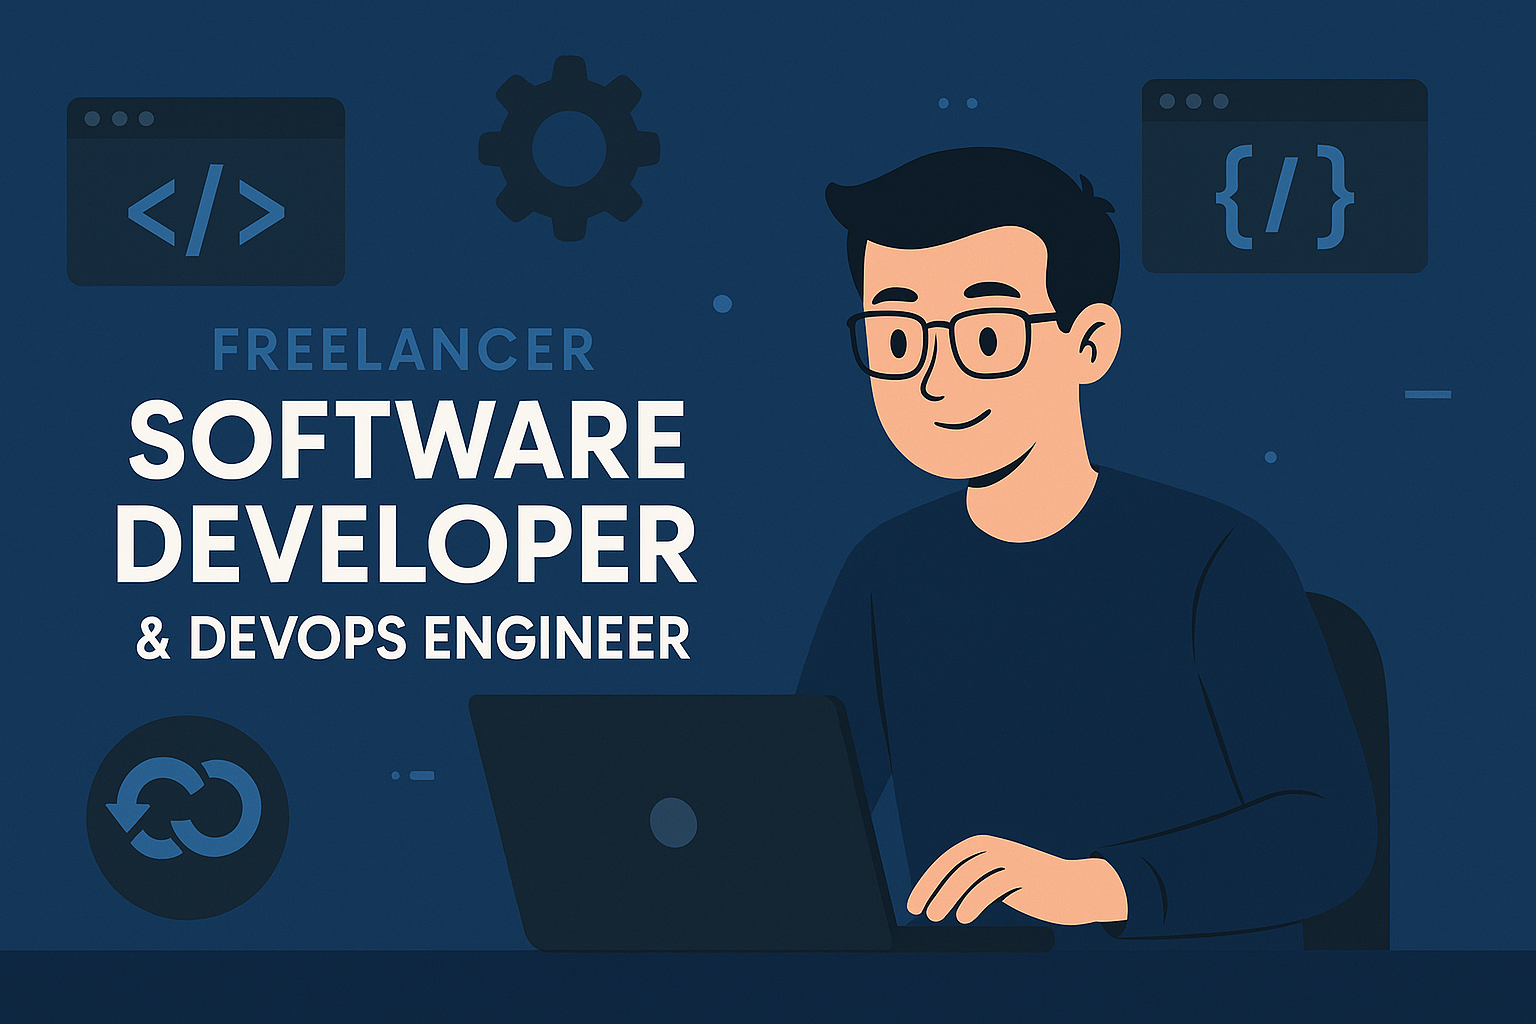 </>
{/}
FREELANCER
SOFTWARE
DEVELOPER
& DEVOPS ENGINEER